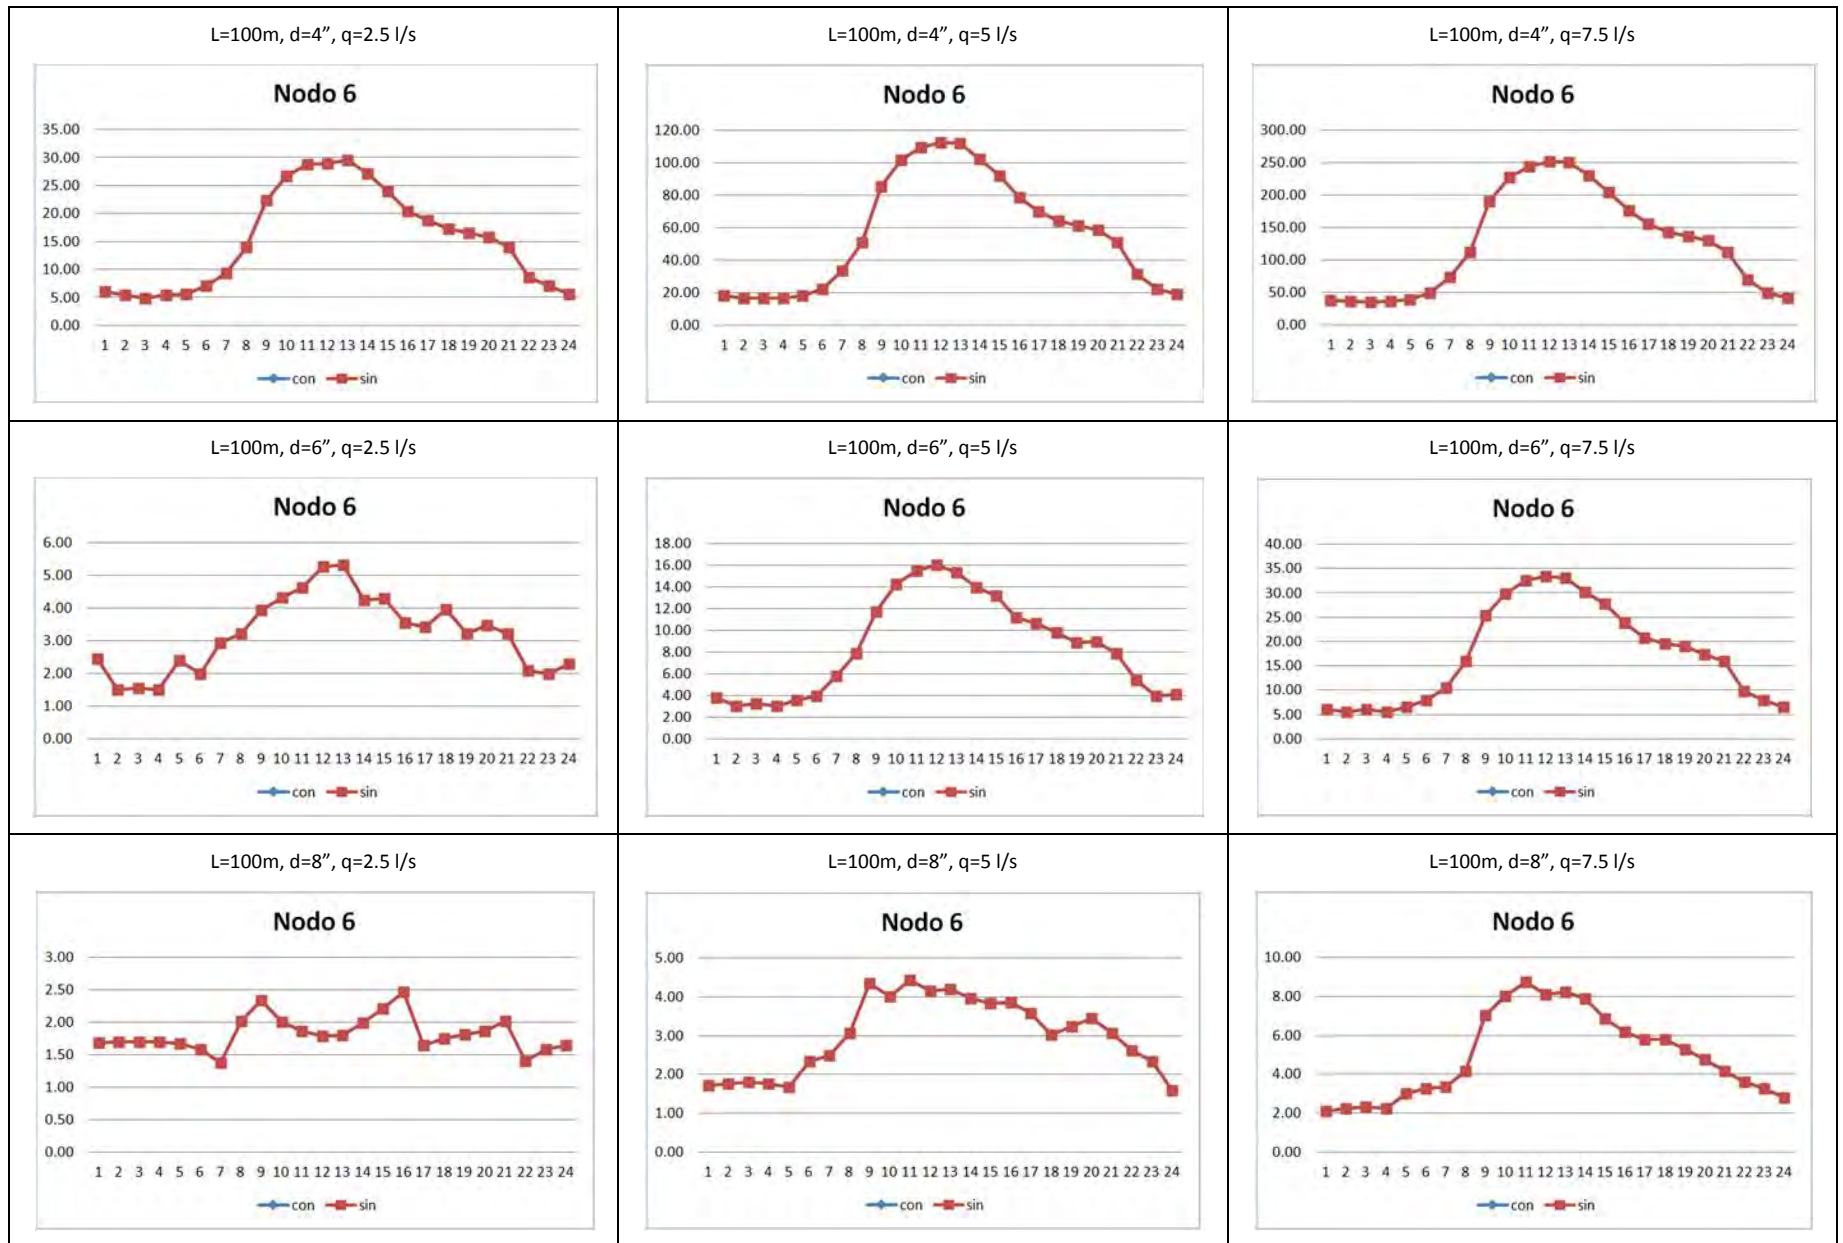 L=100m, d=4”, q=2.5 l/s
Nodo 6
35.00
30.00
25.00
20.00
15.00
10.00
5.00
0.00
1 2 3 4 5 6 7 8 9 10 11 12 13 14 15 16 17 18 19 20 21 22 23 24
con sin
L=100m, d=4”, q=5 l/s
Nodo 6
120.00
100.00
80.00
60.00
40.00
20.00
0.00
1 2 3 4 5 6 7 8 9 10 11 12 13 14 15 16 17 18 19 20 21 22 23 24
con sin
L=100m, d=4”, q=7.5 l/s
Nodo 6
300.00
250.00
200.00
150.00
100.00
50.00
0.00
1 2 3 4 5 6 7 8 9 10 11 12 13 14 15 16 17 18 19 20 21 22 23 24
con sin
L=100m, d=6”, q=2.5 l/s
Nodo 6
6.00
5.00
4.00
3.00
2.00
1.00
0.00
1 2 3 4 5 6 7 8 9 10 11 12 13 14 15 16 17 18 19 20 21 22 23 24
con sin
L=100m, d=6”, q=5 l/s
Nodo 6
18.00
16.00
14.00
12.00
10.00
8.00
6.00
4.00
2.00
0.00
1 2 3 4 5 6 7 8 9 10 11 12 13 14 15 16 17 18 19 20 21 22 23 24
con sin
L=100m, d=6”, q=7.5 l/s
Nodo 6
40.00
35.00
30.00
25.00
20.00
15.00
10.00
5.00
0.00
1 2 3 4 5 6 7 8 9 10 11 12 13 14 15 16 17 18 19 20 21 22 23 24
con sin
L=100m, d=8”, q=2.5 l/s
Nodo 6
3.00
2.50
2.00
1.50
1.00
0.50
0.00
1 2 3 4 5 6 7 8 9 10 11 12 13 14 15 16 17 18 19 20 21 22 23 24
con sin
L=100m, d=8”, q=5 l/s
Nodo 6
5.00
4.00
3.00
2.00
1.00
0.00
1 2 3 4 5 6 7 8 9 10 11 12 13 14 15 16 17 18 19 20 21 22 23 24
con sin
L=100m, d=8”, q=7.5 l/s
Nodo 6
10.00
8.00
6.00
4.00
2.00
0.00
1 2 3 4 5 6 7 8 9 10 11 12 13 14 15 16 17 18 19 20 21 22 23 24
con sin